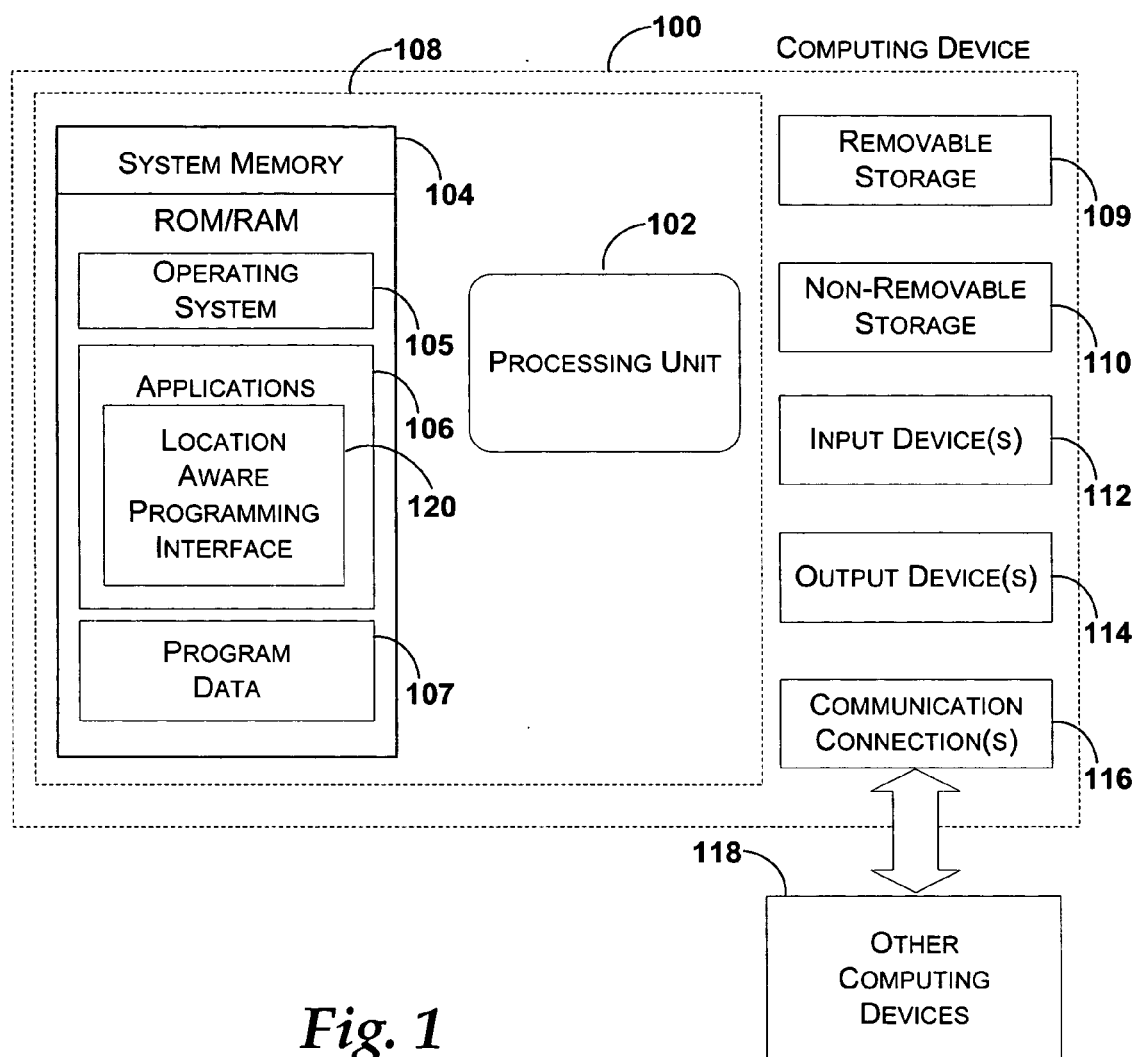 100
COMPUTING DEVICE
108
SYSTEM MEMORY
104
ROM/RAM
OPERATING
SYSTEM
105
APPLICATIONS
106
LOCATION
AWARE
PROGRAMMING
INTERFACE
120
PROGRAM
DATA
107
102
PROCESSING UNIT
REMOVABLE
STORAGE
109
NON-REMOVABLE
STORAGE
110
INPUT DEVICE(S)
112
OUTPUT DEVICE(S)
114
COMMUNICATION
CONNECTION(S)
116
118
OTHER
COMPUTING
DEVICES
Fig. 1